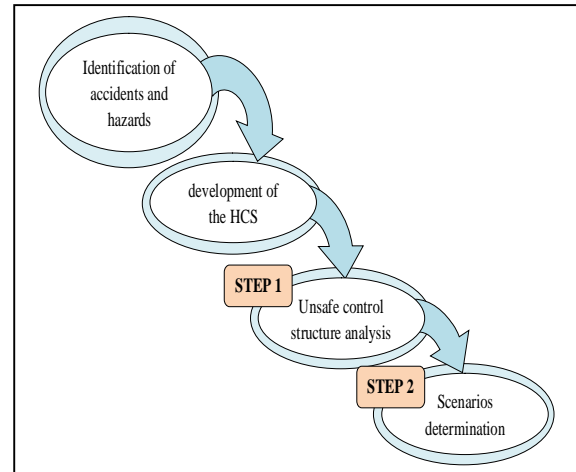 Identification of
accidents and
hazards
development of
the HCS
STEP 1
Unsafe control
structure analysis
STEP 2
Scenarios
determination